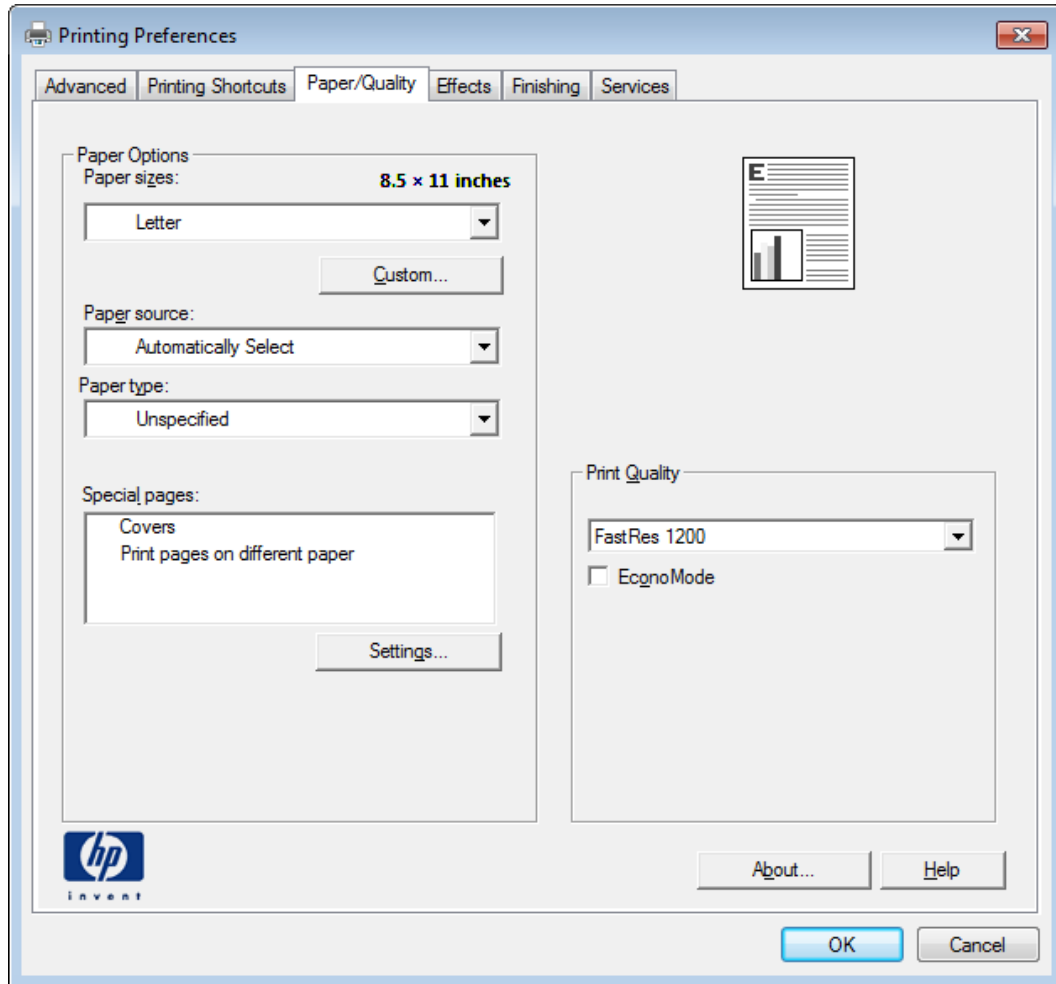 Printing Preferences
Advanced Printing Shortcuts Paper/Quality Effects Finishing Services
Paper Options
Paper sizes: 8.5 × 11 inches
Letter
Custom...
Paper source:
Automatically Select
Paper type:
Unspecified
Special pages:
Covers
Print pages on different paper
Settings...
E
Print Quality
FastRes 1200
EconoMode
hp
invent
About... Help
OK Cancel